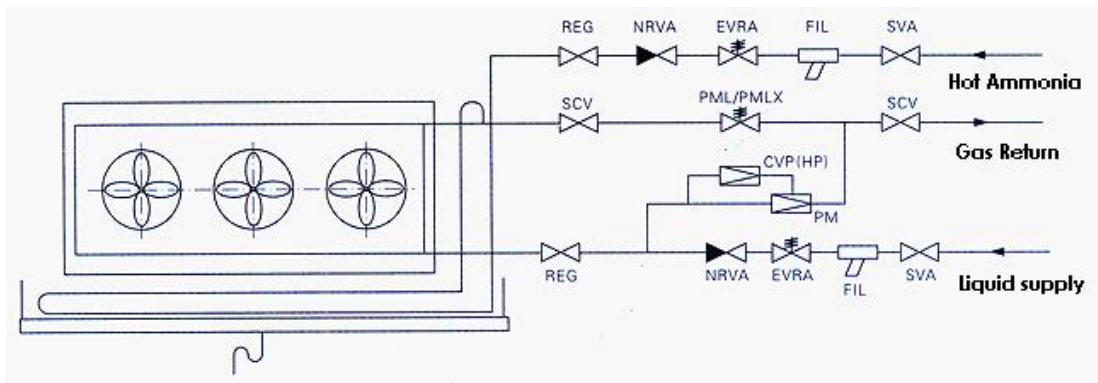 REG NRVA EVRA FIL SVA
Hot Ammonia
SCV PML/PMLX SCV
Gas Return
CVP(HP)
PM
REG NRVA EVRA FIL SVA
Liquid supply